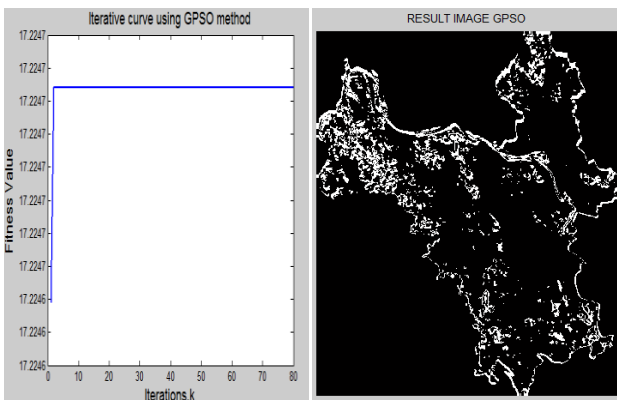 Iterative curve using GPSO method
17.2247
17.2247
17.2247
17.2247
17.2247
17.2247
17.2247
17.2247
17.2246
17.2246
17.2246
Fitness Value
0 10 20 30 40 50 60 70 80
Iterations,k
RESULT IMAGE GPSO